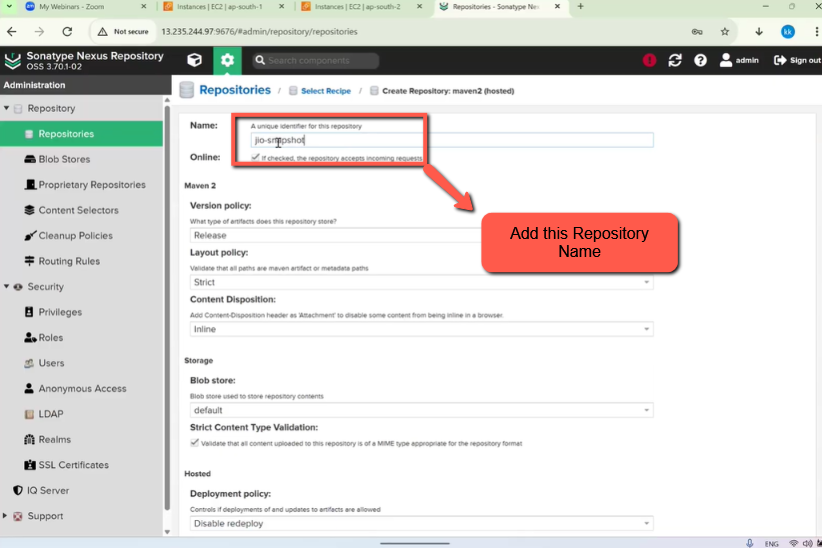 My Webinars - Zoom
Instances | EC2 | ap-south-1
Instances | EC2 | ap-south-2
Repositories - Sonatype Nexus
Not secure
13.235.244.97:9676/#admin/repository/repositories
kk
Sonatype Nexus Repository
OSS 3.70.1-02
Search components
admin
Sign out
Administration
Repositories / Select Recipe / Create Repository: maven2 (hosted)
Repository
Repositories
Blob Stores
Proprietary Repositories
Content Selectors
Cleanup Policies
Routing Rules
Security
Privileges
Roles
Users
Anonymous Access
LDAP
Realms
SSL Certificates
IQ Server
Support
Name:
A unique identifier for this repository
jio-snapshot
Online:
If checked, the repository accepts incoming requests
Add this Repository
Name
Maven 2
Version policy:
What type of artifacts does this repository store?
Release
Layout policy:
Validate that all paths are maven artifact or metadata paths
Strict
Content Disposition:
Add Content-Disposition header as 'Attachment' to disable some content from being inline in a browser.
Inline
Storage
Blob store:
Blob store used to store repository contents
default
Strict Content Type Validation:
Validate that all content uploaded to this repository is of a MIME type appropriate for the repository format
Hosted
Deployment policy:
Controls if deployments of and updates to artifacts are allowed
Disable redeploy
ENG